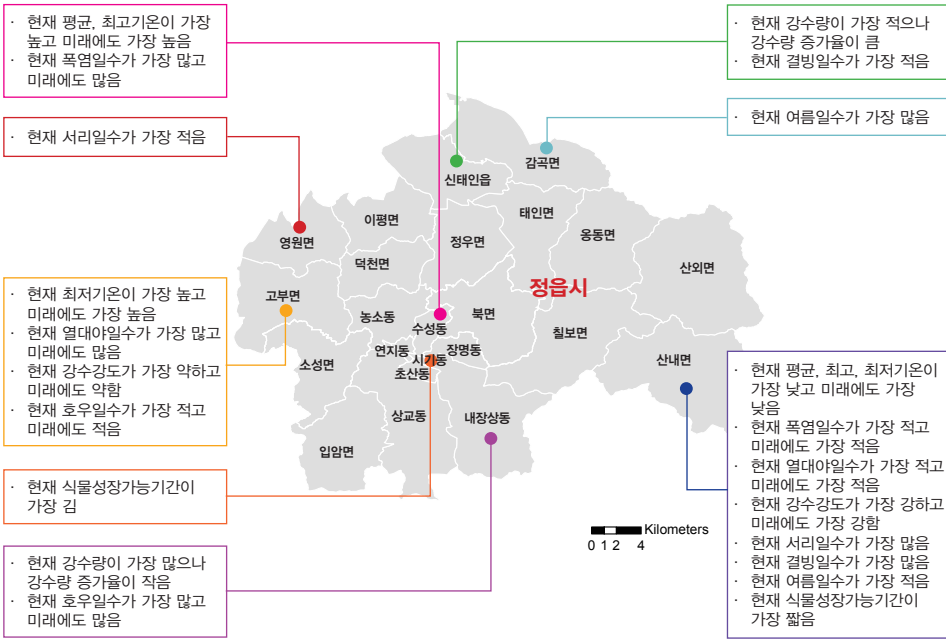 · 현재 평균, 최고기온이 가장
높고 미래에도 가장 높음
· 현재 폭염일수가 가장 많고
미래에도 많음
· 현재 서리일수가 가장 적음
· 현재 최저기온이 가장 높고
미래에도 가장 높음
· 현재 열대야일수가 가장 많고
미래에도 많음
· 현재 강수강도가 가장 약하고
미래에도 약함
· 현재 호우일수가 가장 적고
미래에도 적음
· 현재 식물성장가능기간이
가장 김
· 현재 강수량이 가장 많으나
강수량 증가율이 작음
· 현재 호우일수가 가장 많고
미래에도 많음
· 현재 강수량이 가장 적으나
강수량 증가율이 큼
· 현재 결빙일수가 가장 적음
· 현재 여름일수가 가장 많음
· 현재 평균, 최고, 최저기온이
가장 낮고 미래에도 가장
낮음
· 현재 폭염일수가 가장 적고
미래에도 가장 적음
· 현재 열대야일수가 가장 적고
미래에도 가장 적음
· 현재 강수강도가 가장 강하고
미래에도 가장 강함
· 현재 서리일수가 가장 많음
· 현재 결빙일수가 가장 많음
· 현재 여름일수가 가장 적음
· 현재 식물성장가능기간이
가장 짧음
감곡면
신태인읍
태인면
이평면
옹동면
영원면
정우면
덕천면
산외면
정읍시
고부면
농소동
북면
수성동
칠보면
연지동
장명동
시기동
소성면
초산동
산내면
상교동
내장상동
입암면
Kilometers
0 1 2 4